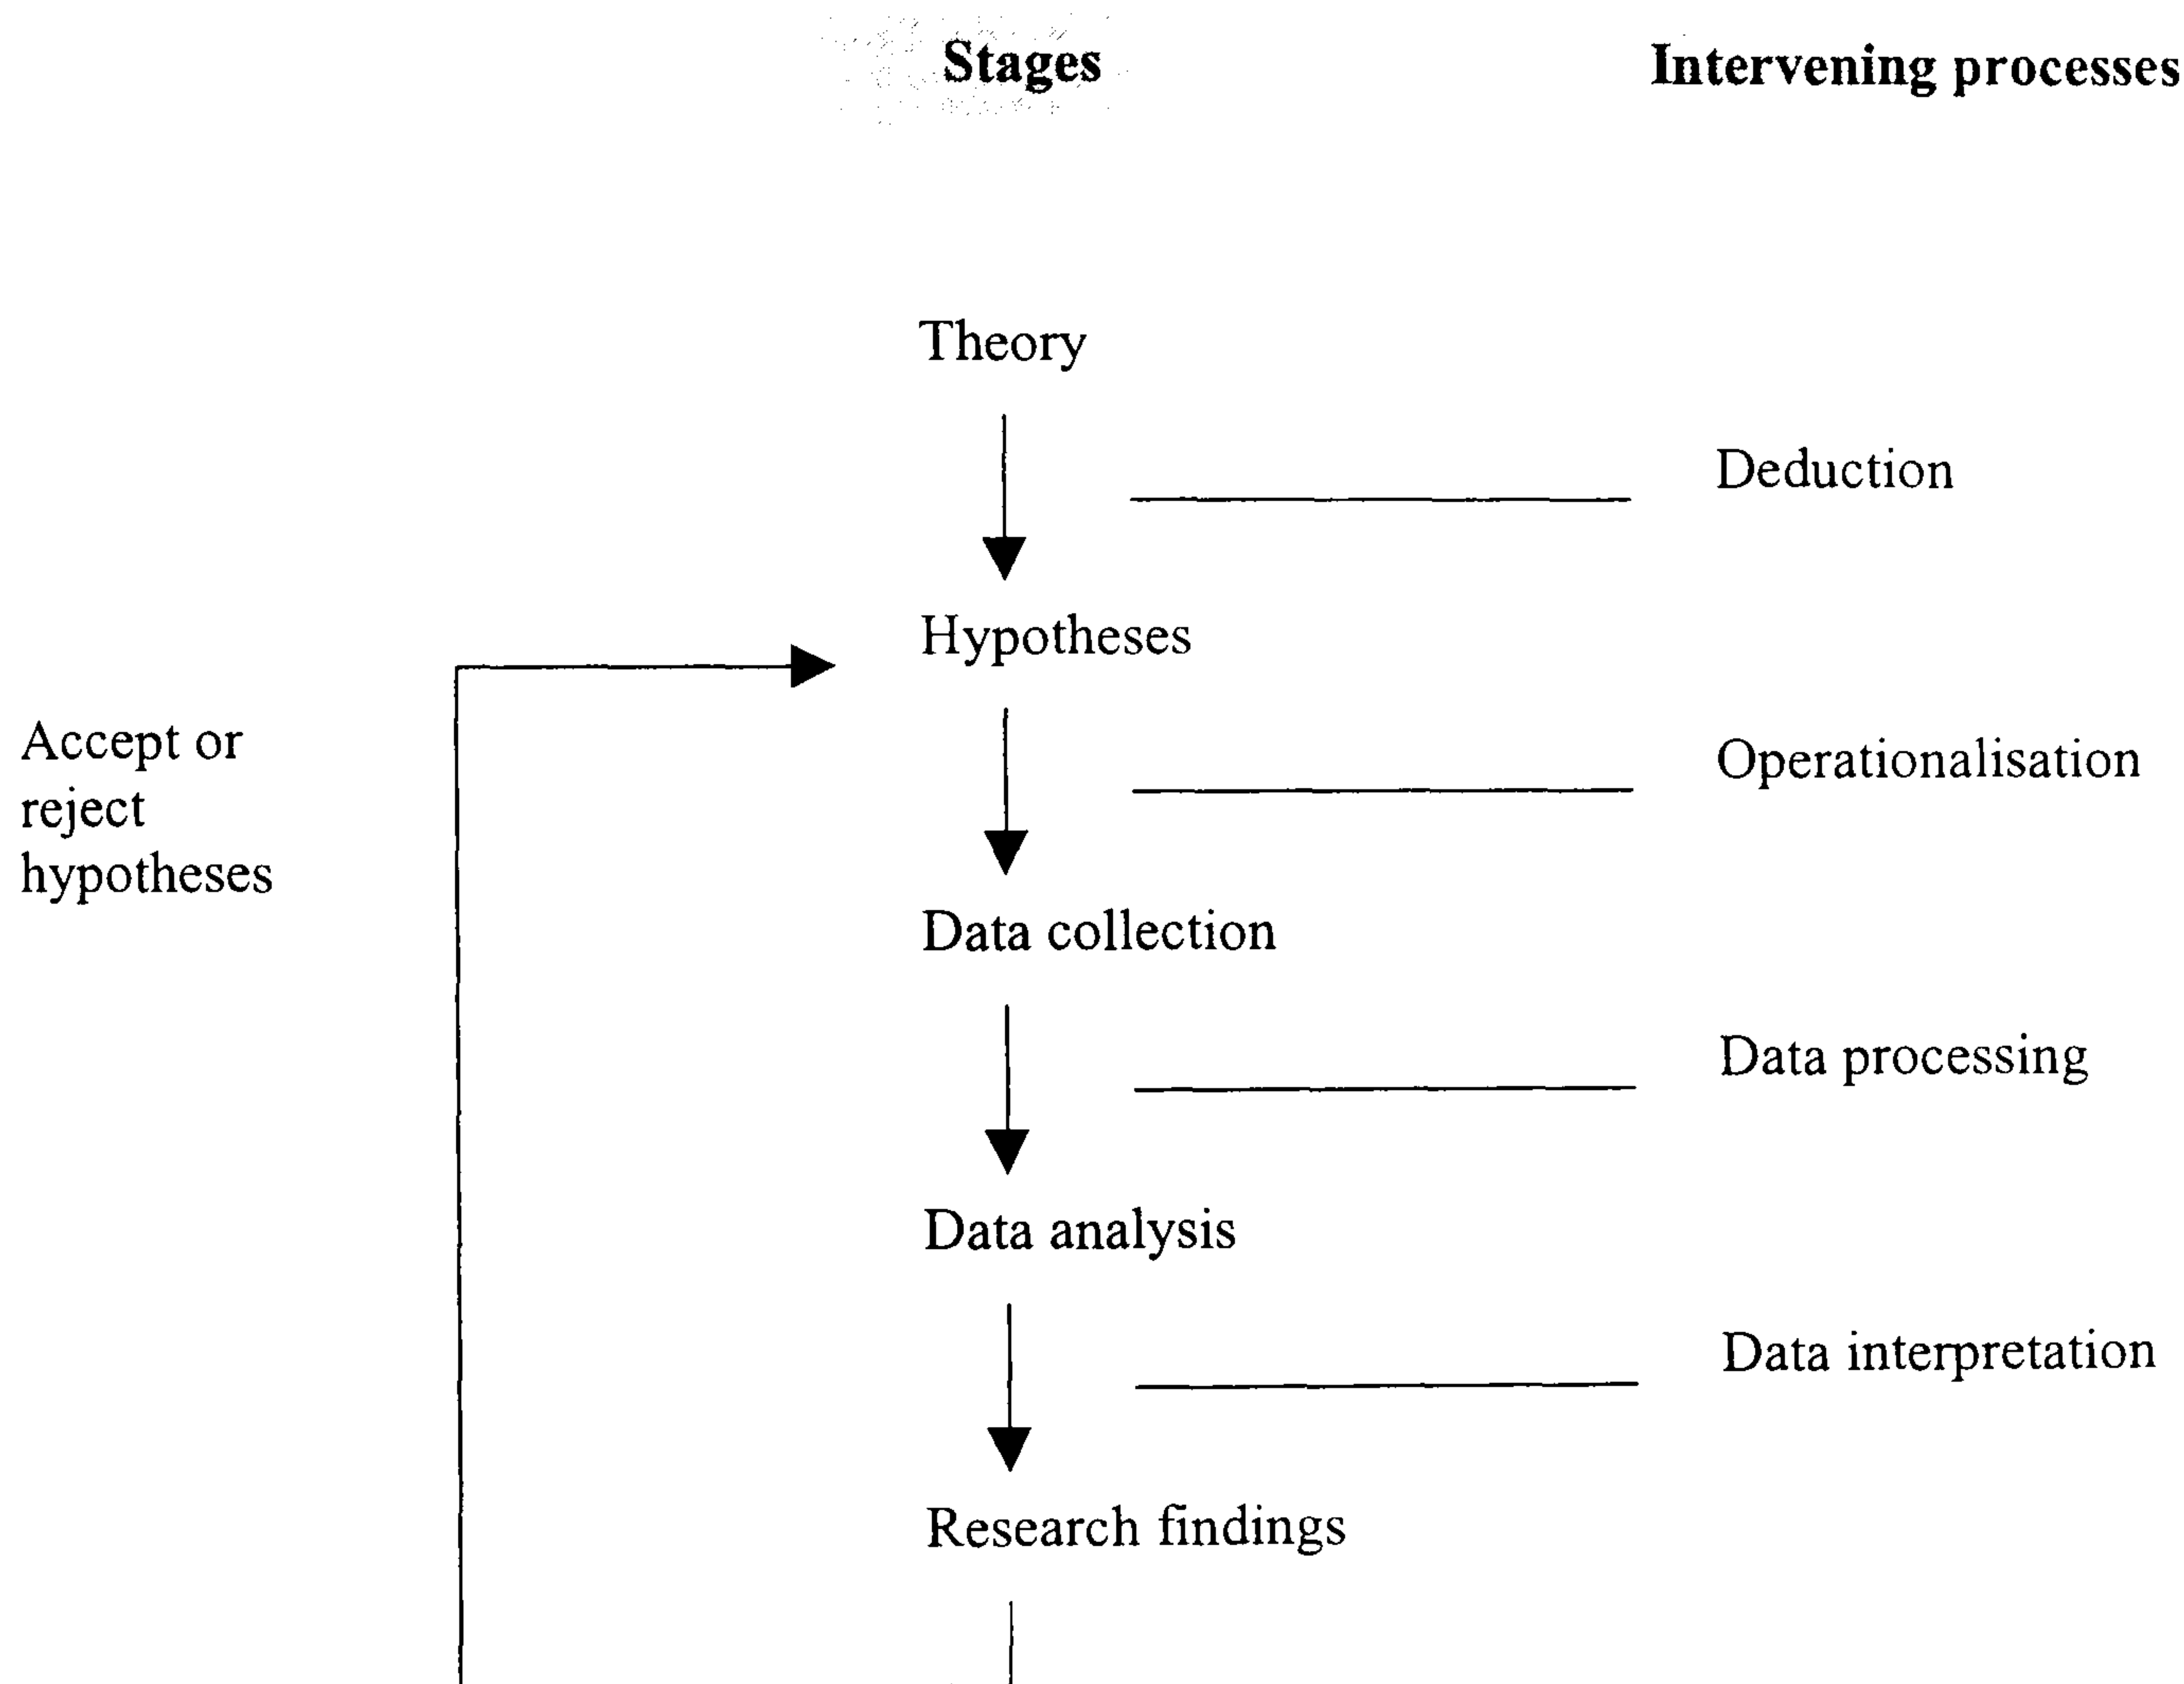 Stages
Intervening processes
Theory
Deduction
Hypotheses
Accept or
reject
hypotheses
Operationalisation
Data collection
Data processing
Data analysis
Data interpretation
Research findings